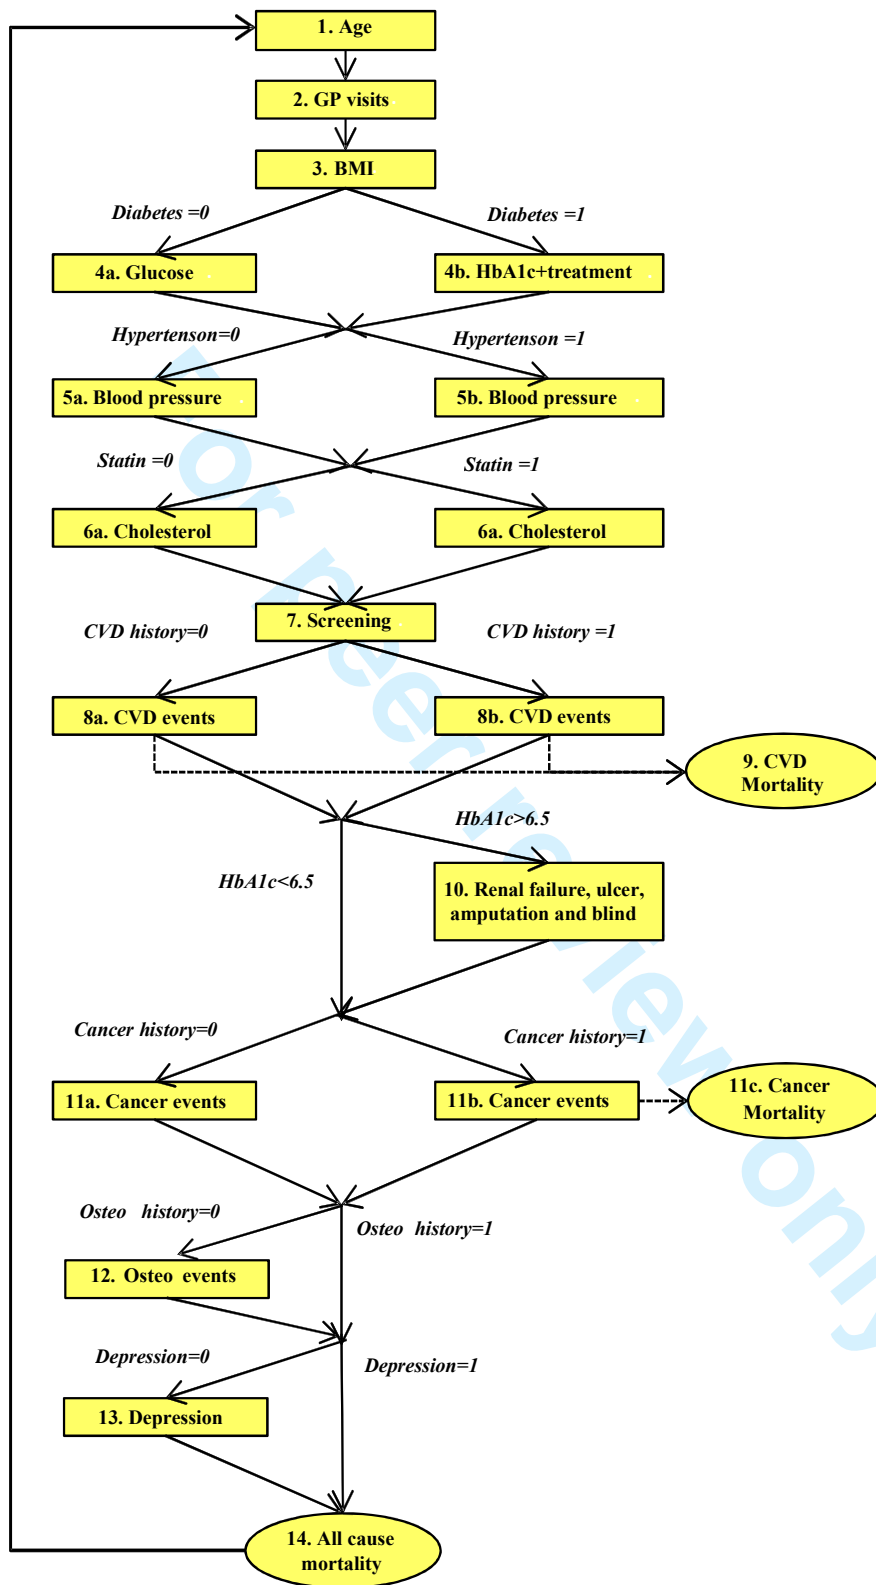 1. Age
2. GP visits
3. BMI
Diabetes =0
Diabetes =1
4a. Glucose
4b. HbA1c+treatment
Hypertenson=0
Hypertenson =1
5a. Blood pressure
5b. Blood pressure
Statin =0
Statin =1
6a. Cholesterol
6a. Cholesterol
7. Screening
CVD history=0
CVD history =1
8a. CVD events
8b. CVD events
9. CVD
Mortality
HbA1c>6.5
HbA1c<6.5
10. Renal failure, ulcer,
amputation and blind
Cancer history=0
Cancer history=1
11a. Cancer events
11b. Cancer events
11c. Cancer
Mortality
Osteo history=0
Osteo history=1
12. Osteo events
Depression=0
Depression=1
13. Depression
14. All cause
mortality
For peer review only